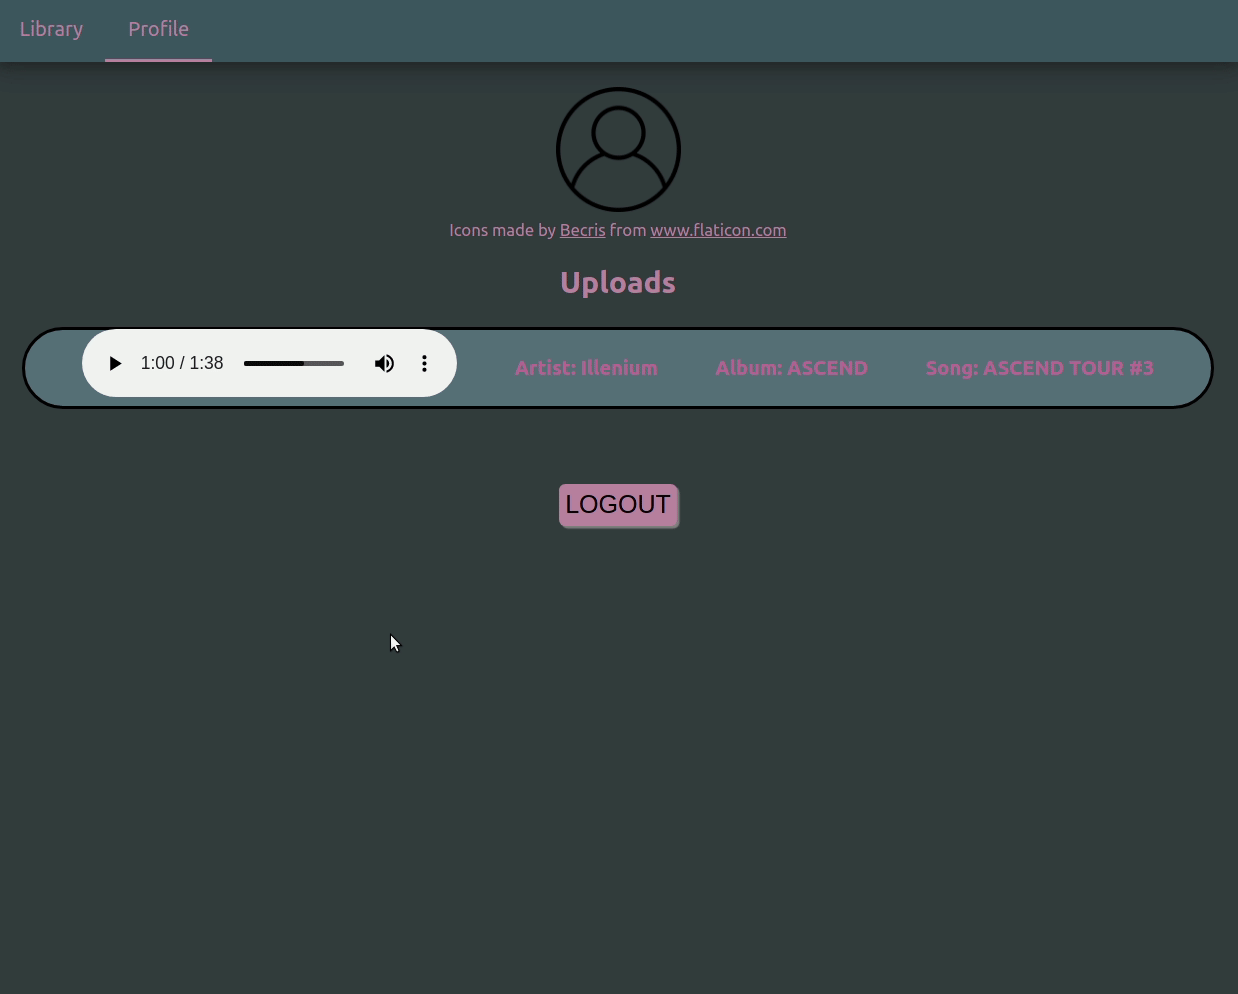 Library Profile
Icons made by Becris from www.flaticon.com
Uploads
1:00 / 1:38 Artist: Illenium Album: ASCEND Song: ASCEND TOUR #3
LOGOUT